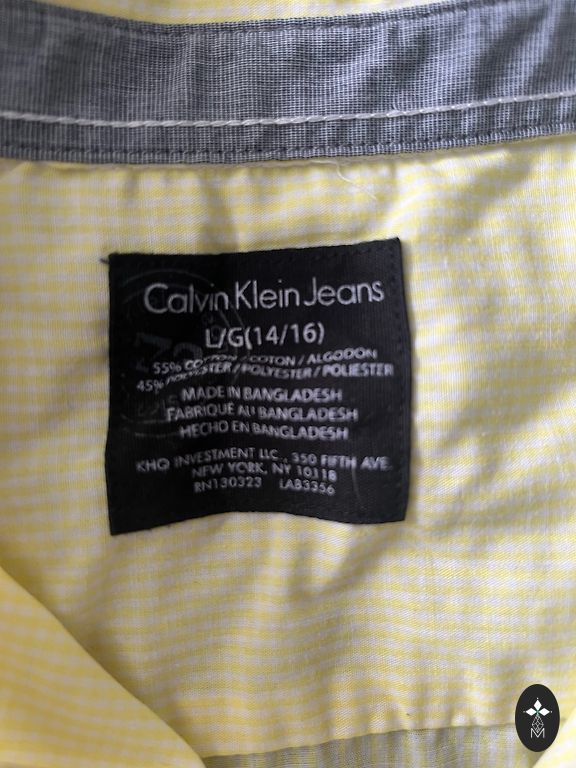 Calvin Klein Jeans
L/G(14/16)
55% COTTON / COTON / ALGODON
45% POLYESTER / POLYESTER / POLIESTER
MADE IN BANGLADESH
FABRIQUÉ AU BANGLADESH
HECHO EN BANGLADESH
KHQ INVESTMENT LLC., 350 FIFTH AVE.
NEW YORK, NY 10118
RN130323 LAB3356
M